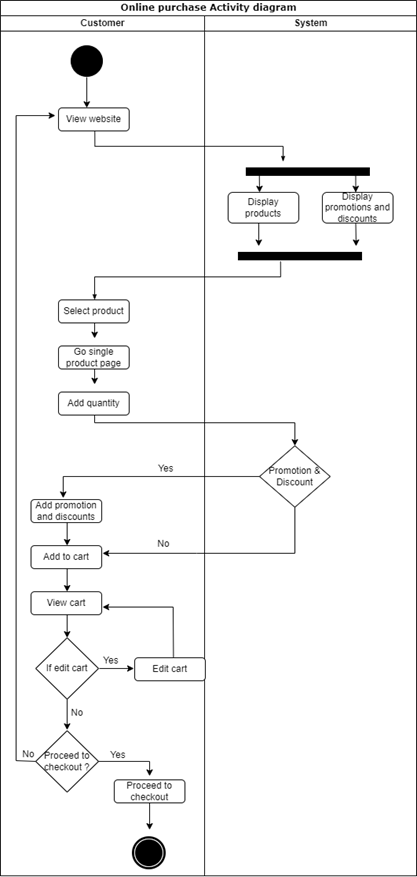 Online purchase Activity diagram
Customer
System
View website
Display
products
Display
promotions and
discounts
Select product
Go single
product page
Add quantity
Promotion &
Discount
Yes
Add promotion
and discounts
No
Add to cart
View cart
If edit cart
Yes
Edit cart
No
No
Proceed to
checkout ?
Yes
Proceed to
checkout